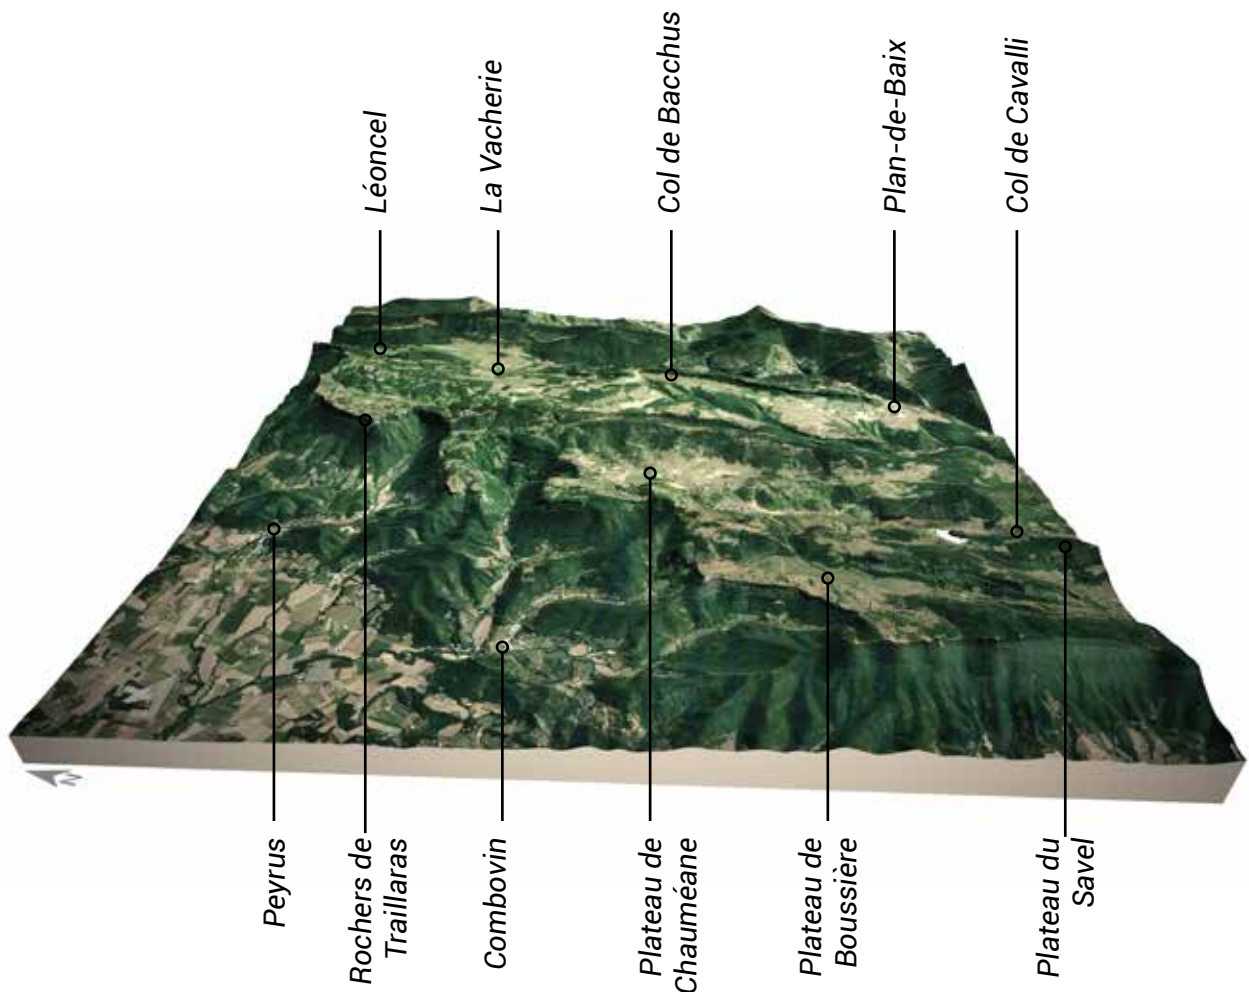 Léoncel
La Vacherie
Col de Bacchus
Plan-de-Baix
Col de Cavalli
Peyrus
Rochers de
Traillaras
Combovin
Plateau de
Chauméane
Plateau de
Boussière
Plateau du
Savel
N